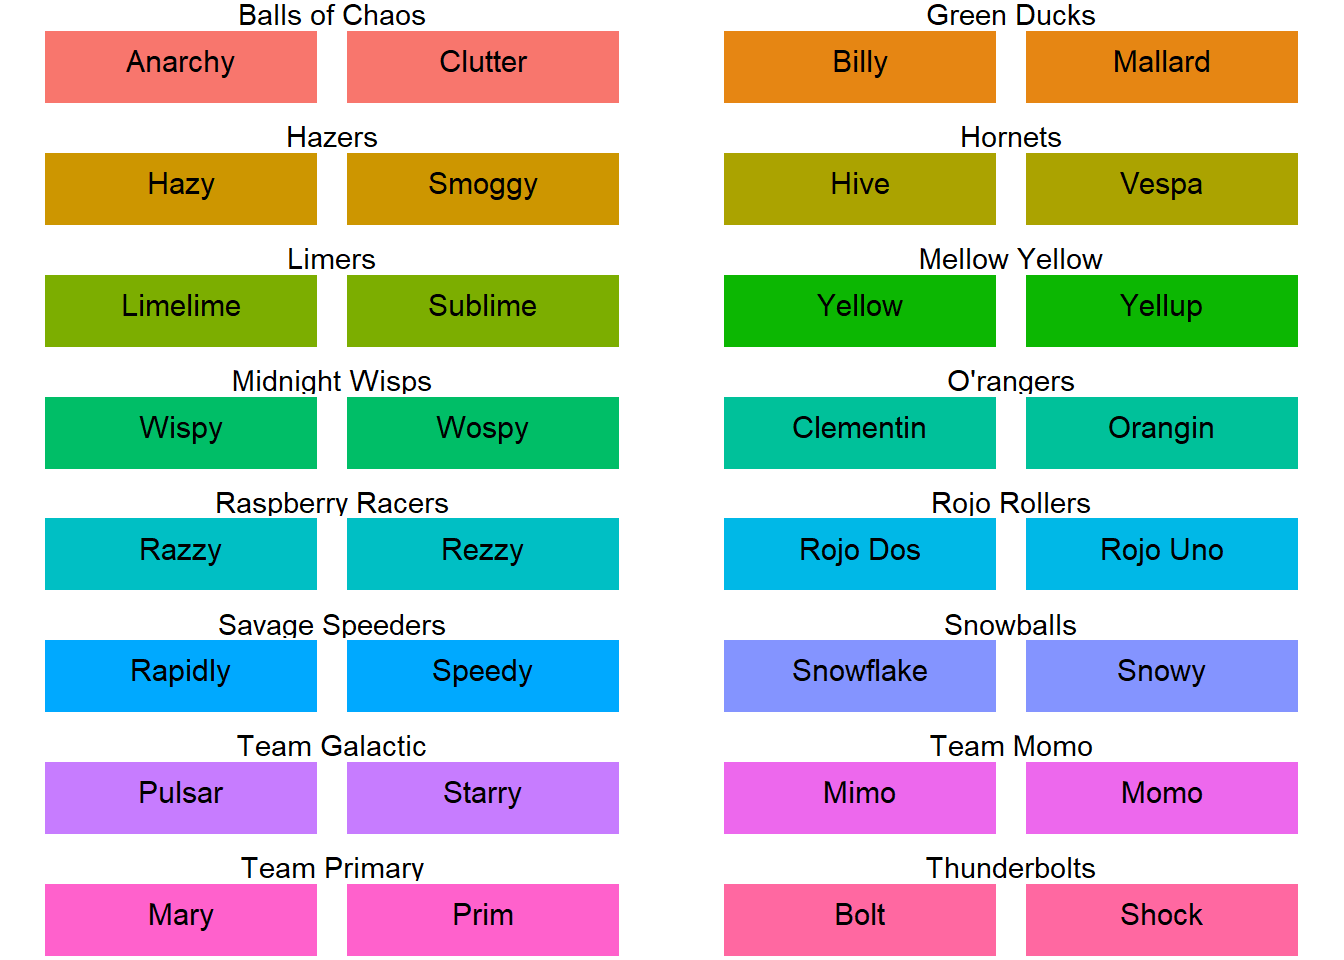 Balls of Chaos
Anarchy Clutter
Green Ducks
Billy Mallard
Hazers
Hazy Smoggy
Hornets
Hive Vespa
Limers
Limelime Sublime
Mellow Yellow
Yellow Yellup
Midnight Wisps
Wispy Wospy
O'rangers
Clementin Orangin
Raspberry Racers
Razzy Rezzy
Rojo Rollers
Rojo Dos Rojo Uno
Savage Speeders
Rapidly Speedy
Snowballs
Snowflake Snowy
Team Galactic
Pulsar Starry
Team Momo
Mimo Momo
Team Primary
Mary Prim
Thunderbolts
Bolt Shock